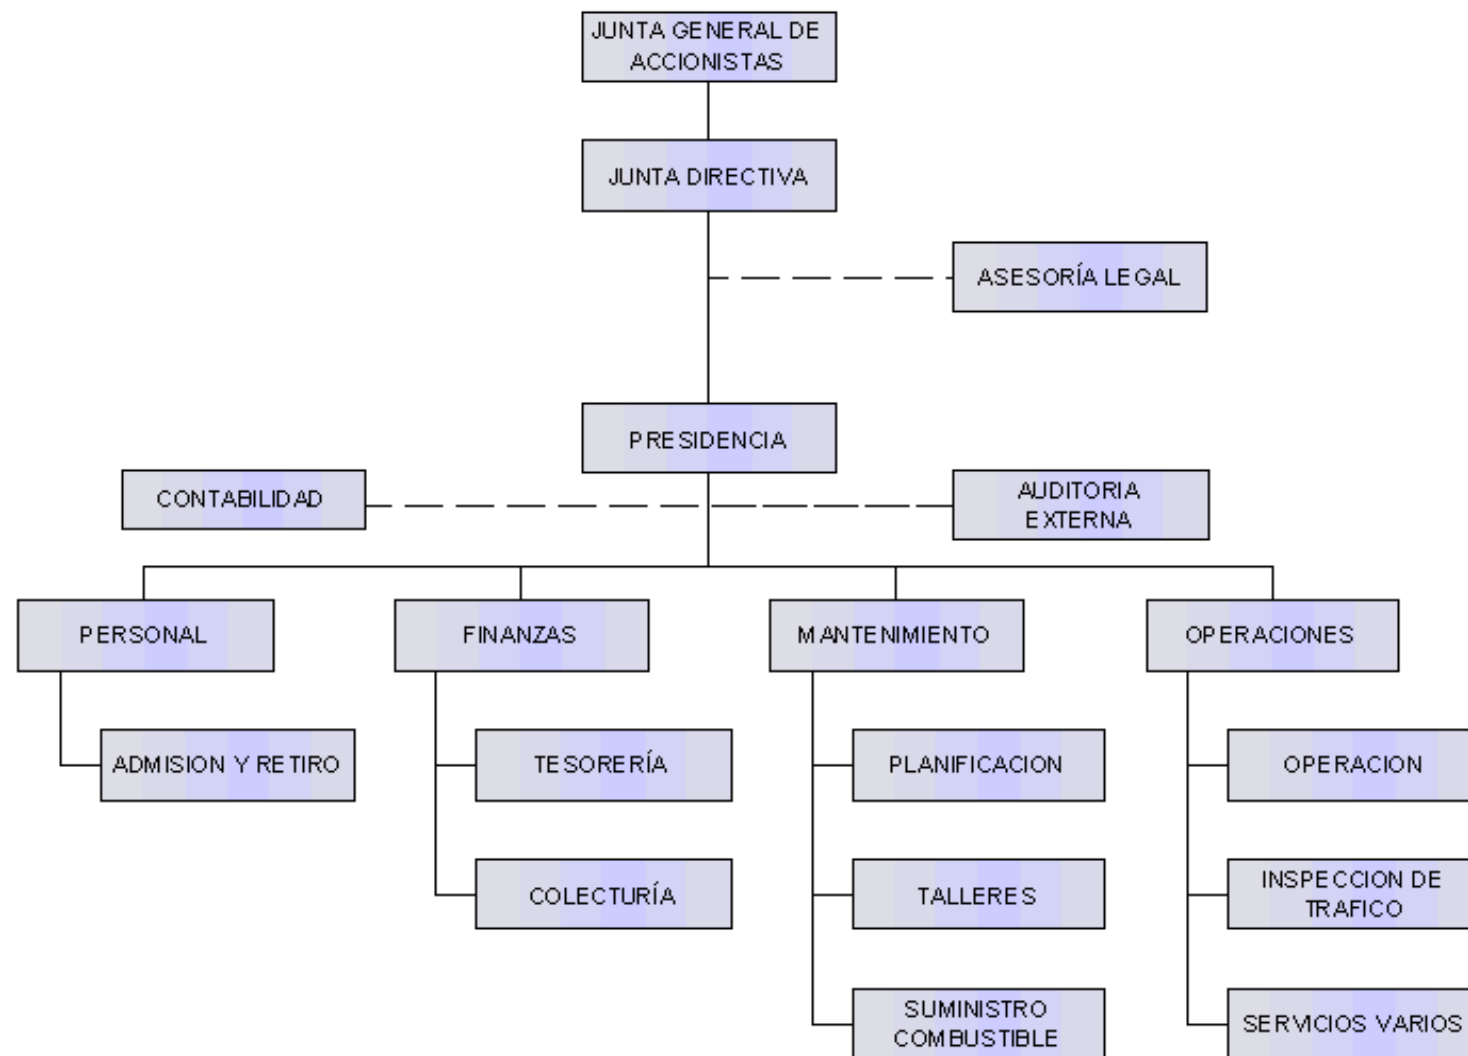 JUNTA GENERAL DE
ACCIONISTAS
JUNTA DIRECTIVA
ASESORÍA LEGAL
PRESIDENCIA
CONTABILIDAD
AUDITORIA
EXTERNA
PERSONAL
FINANZAS
MANTENIMIENTO
OPERACIONES
ADMISION Y RETIRO
TESORERÍA
PLANIFICACION
OPERACION
COLECTURÍA
TALLERES
INSPECCION DE
TRAFICO
SUMINISTRO
COMBUSTIBLE
SERVICIOS VARIOS